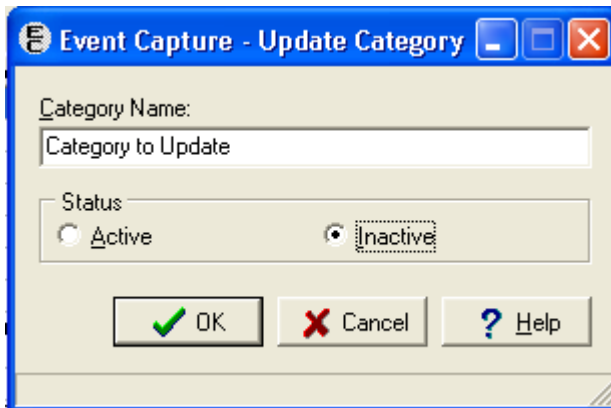 Event Capture - Update Category
Category Name:
Category to Update
Status
Active
Inactive
OK
Cancel
? Help